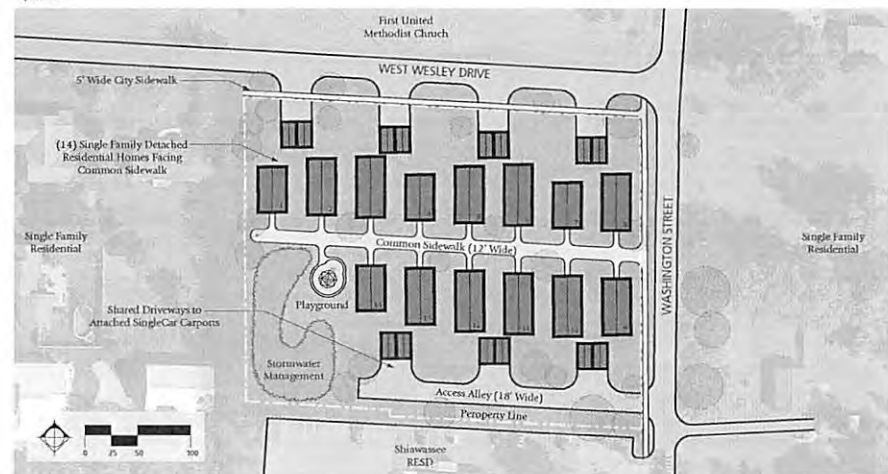 First United
Methodist Chruch
WEST WESLEY DRIVE
5' Wide City Sidewalk
(14) Single Family Detached
Residential Homes Facing
Common Sidewalk
Single Family
Residential
Common Sidewalk (12' Wide)
WASHINGTON STREET
Single Family
Residential
Playground
Shared Driveways to
Attached SingleCar Carports
Stormwater
Management
Access Alley (18' Wide)
Peroperty Line
0 25 50 100
Shiawassee
RESD